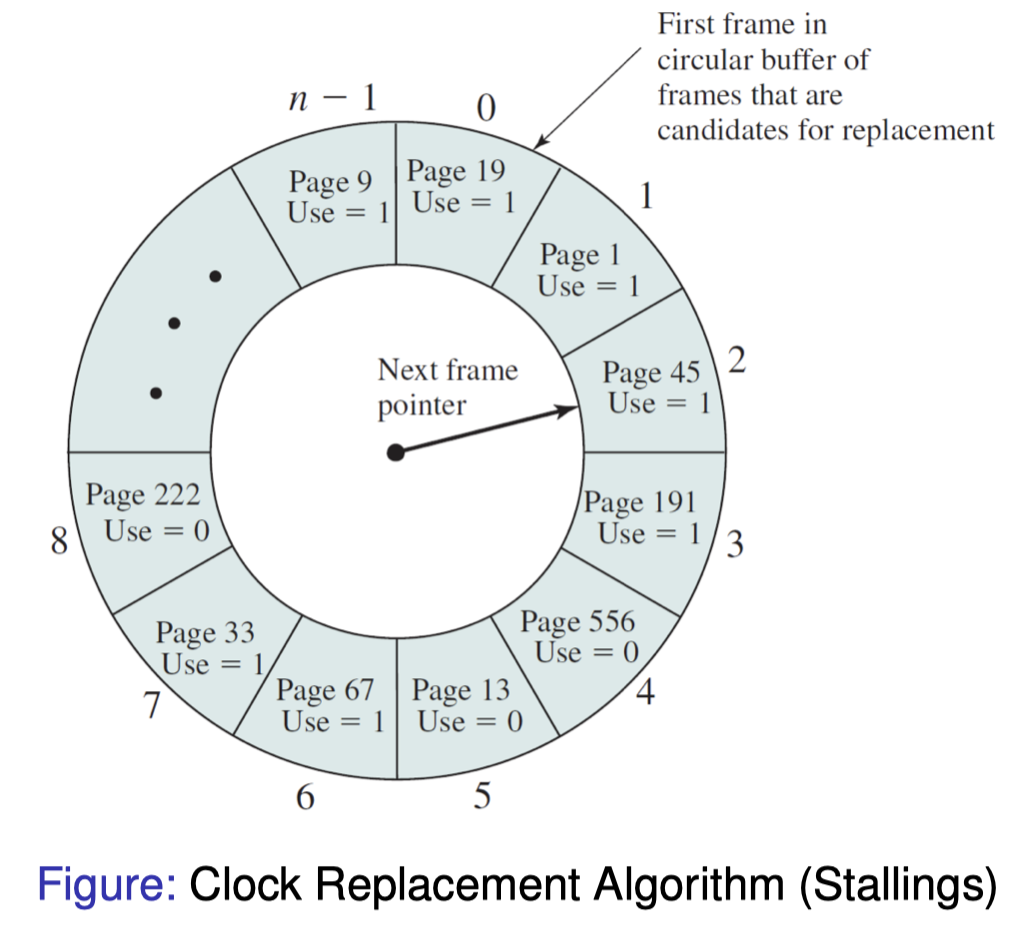 First frame in
circular buffer of
frames that are
candidates for replacement
n − 1
0
Page 9
Use = 1
Page 19
Use = 1
1
Page 1
Use = 1
2
Page 45
Use = 1
Next frame
pointer
Page 191
Use = 1
3
Page 556
Use = 0
4
Page 13
Use = 0
5
Page 67
Use = 1
6
Page 33
Use = 1
7
Page 222
Use = 0
8
Figure: Clock Replacement Algorithm (Stallings)